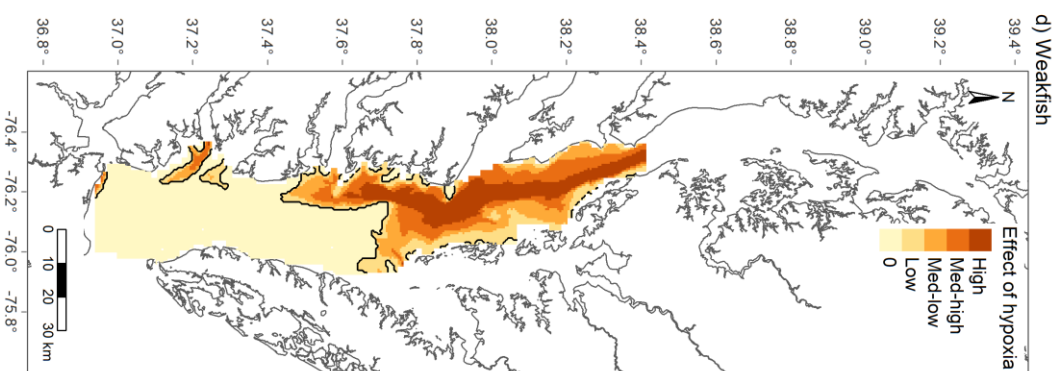 d) Weakfish
39.4°
39.2°
39.0°
38.8°
38.6°
38.4°
38.2°
38.0°
37.8°
37.6°
37.4°
37.2°
37.0°
36.8°
N
Effect of hypoxia
High
Med-high
Med-low
Low
0
0 10 20 30 km
-76.4° -76.2° -76.0° -75.8°